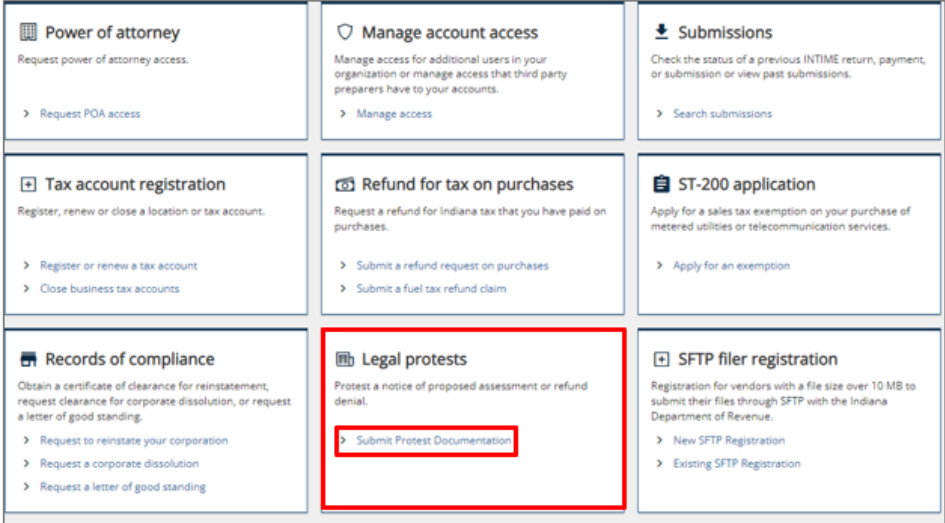 Power of attorney
Request power of attorney access.
> Request POA access
Manage account access
Manage access for additional users in your
organization or manage access that third party
preparers have to your accounts.
> Manage access
Submissions
Check the status of a previous INTIME return, payment,
or submission or view past submissions.
> Search submissions
Tax account registration
Register, renew or close a location or tax account.
> Register or renew a tax account
> Close business tax accounts
Refund for tax on purchases
Request a refund for Indiana tax that you have paid on
purchases.
> Submit a refund request on purchases
> Submit a fuel tax refund claim
ST-200 application
Apply for a sales tax exemption on your purchase of
metered utilities or telecommunication services.
> Apply for an exemption
Records of compliance
Obtain a certificate of clearance for reinstatement,
request clearance for corporate dissolution, or request
a letter of good standing.
> Request to reinstate your corporation
> Request a corporate dissolution
> Request a letter of good standing
Legal protests
Protest a notice of proposed assessment or refund
denial.
> Submit Protest Documentation
SFTP filer registration
Registration for vendors with a file size over 10 MB to
submit their files through SFTP with the Indiana
Department of Revenue.
> New SFTP Registration
> Existing SFTP Registration